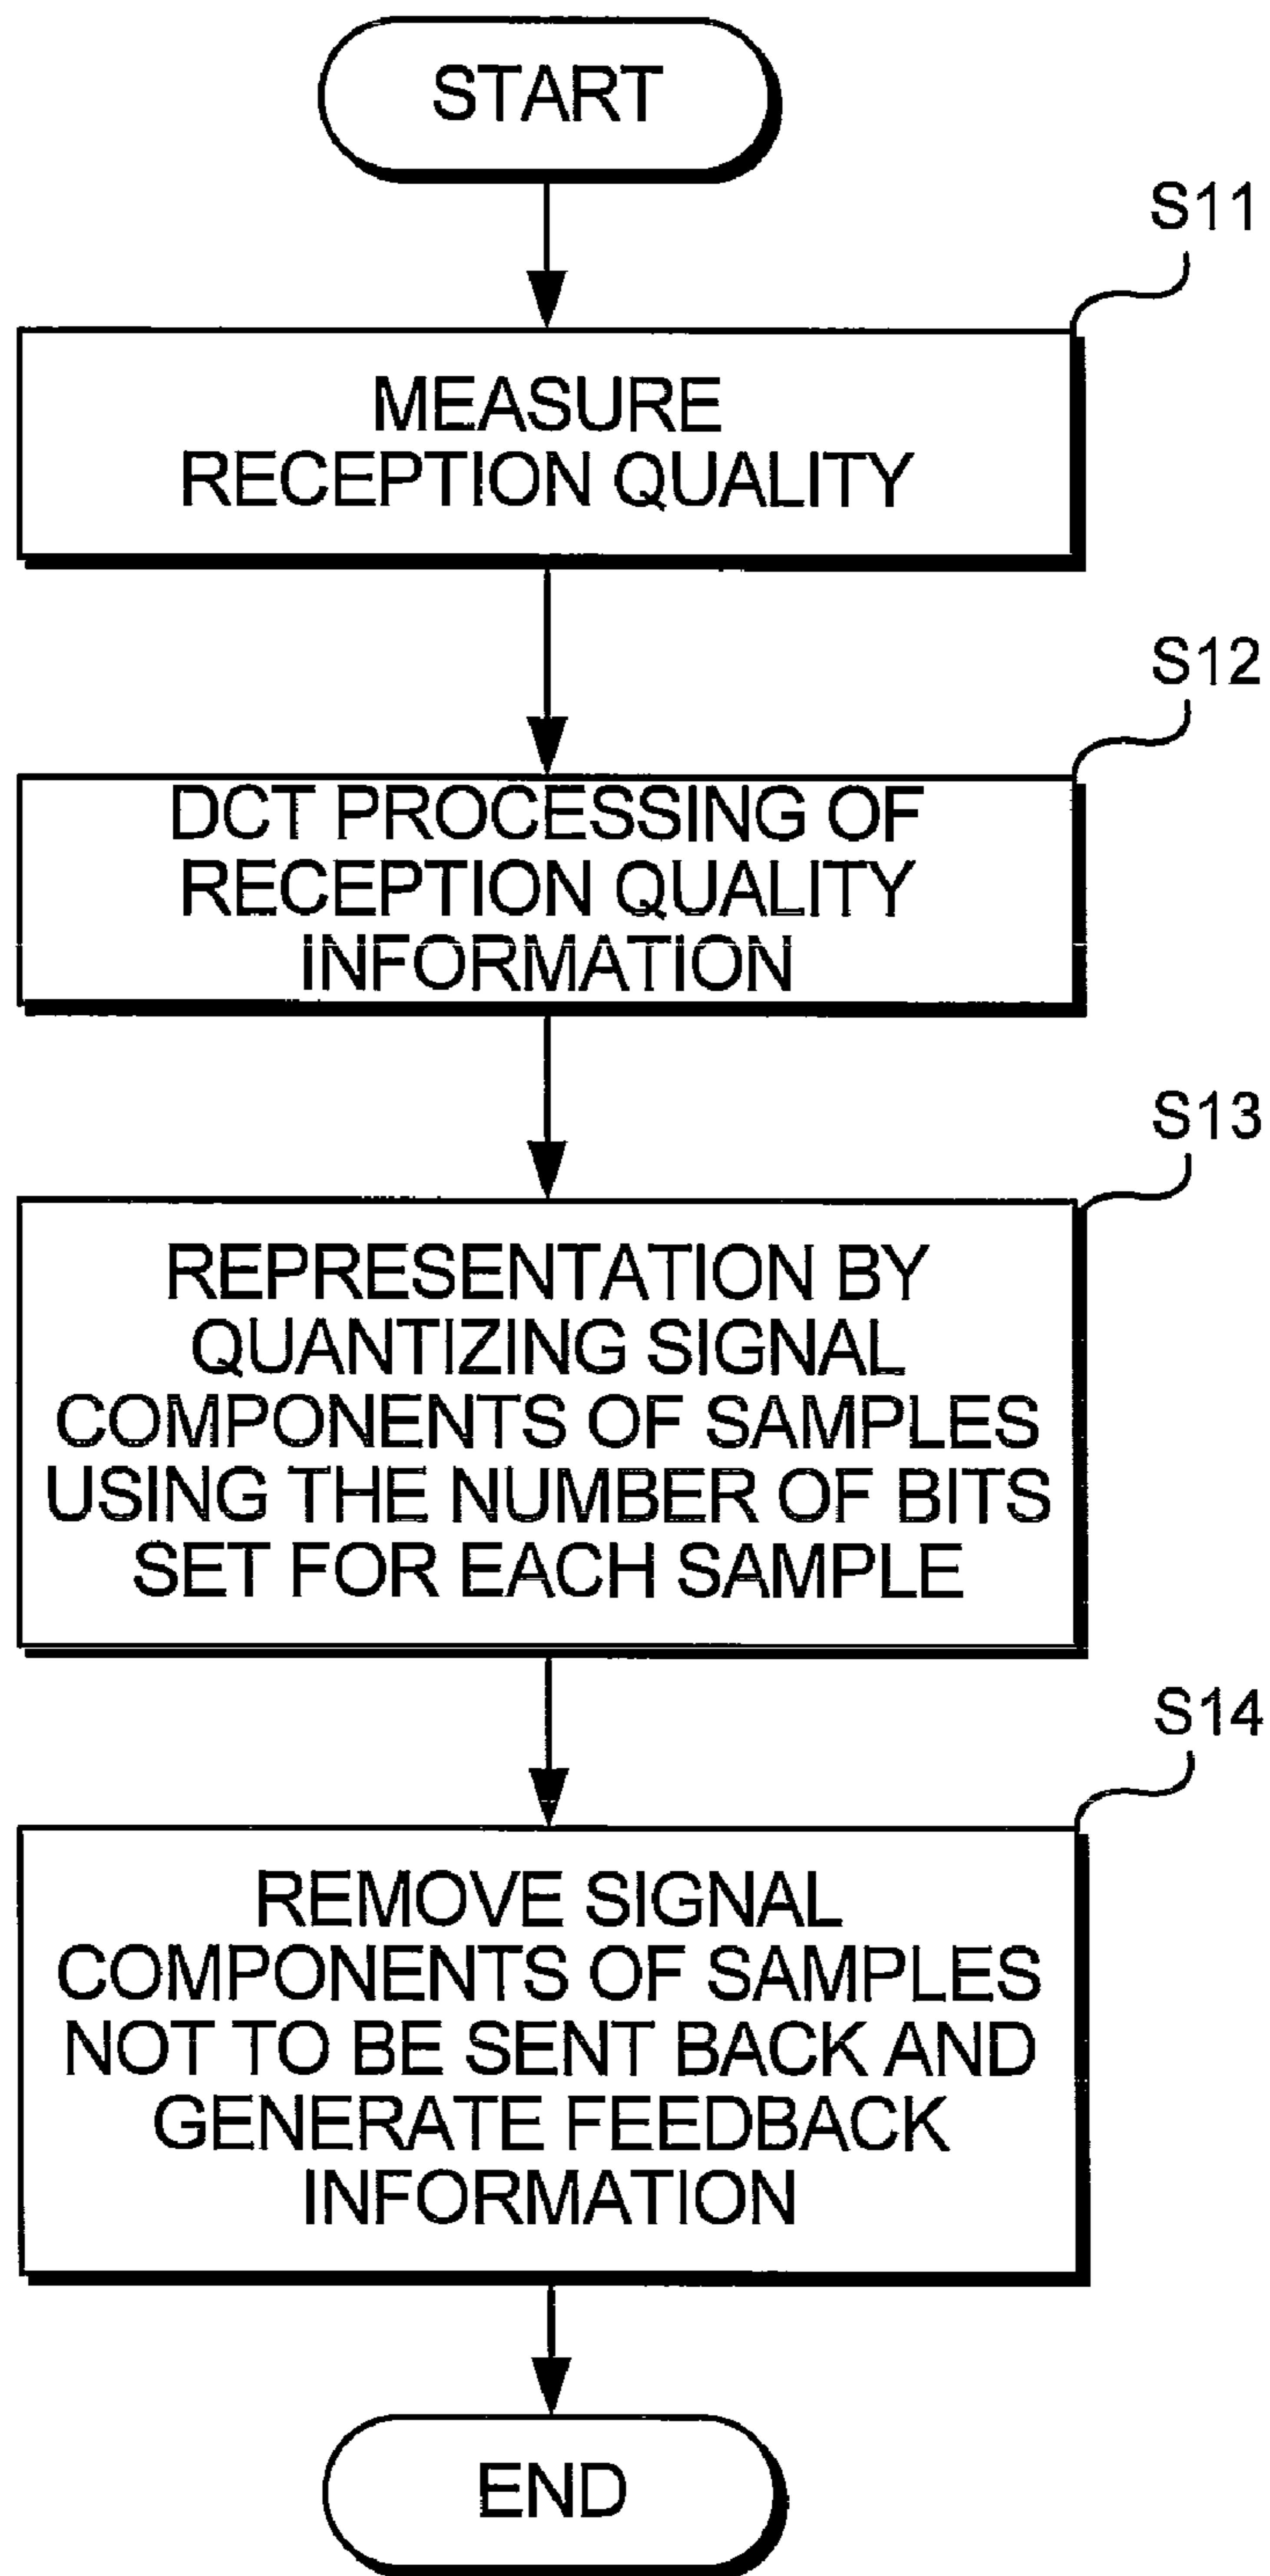 START
S11
MEASURE
RECEPTION QUALITY
S12
DCT PROCESSING OF
RECEPTION QUALITY
INFORMATION
S13
REPRESENTATION BY
QUANTIZING SIGNAL
COMPONENTS OF SAMPLES
USING THE NUMBER OF BITS
SET FOR EACH SAMPLE
S14
REMOVE SIGNAL
COMPONENTS OF SAMPLES
NOT TO BE SENT BACK AND
GENERATE FEEDBACK
INFORMATION
END